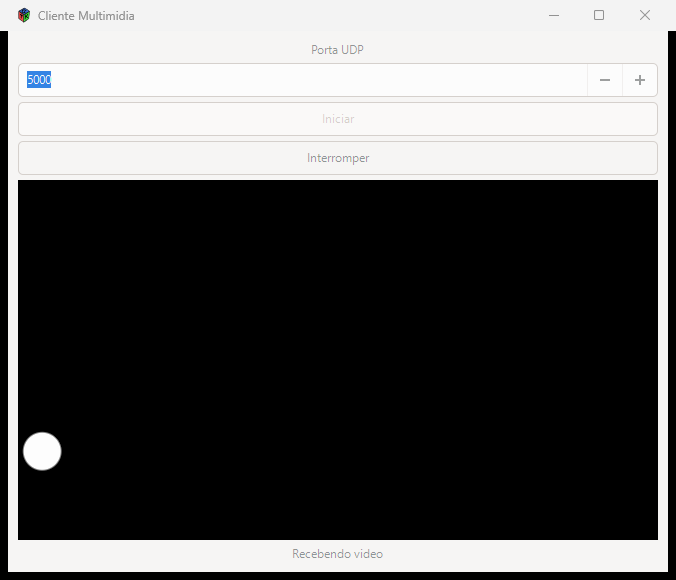 Cliente Multimidia
Porta UDP
5000
Iniciar
Interromper
Recebendo video